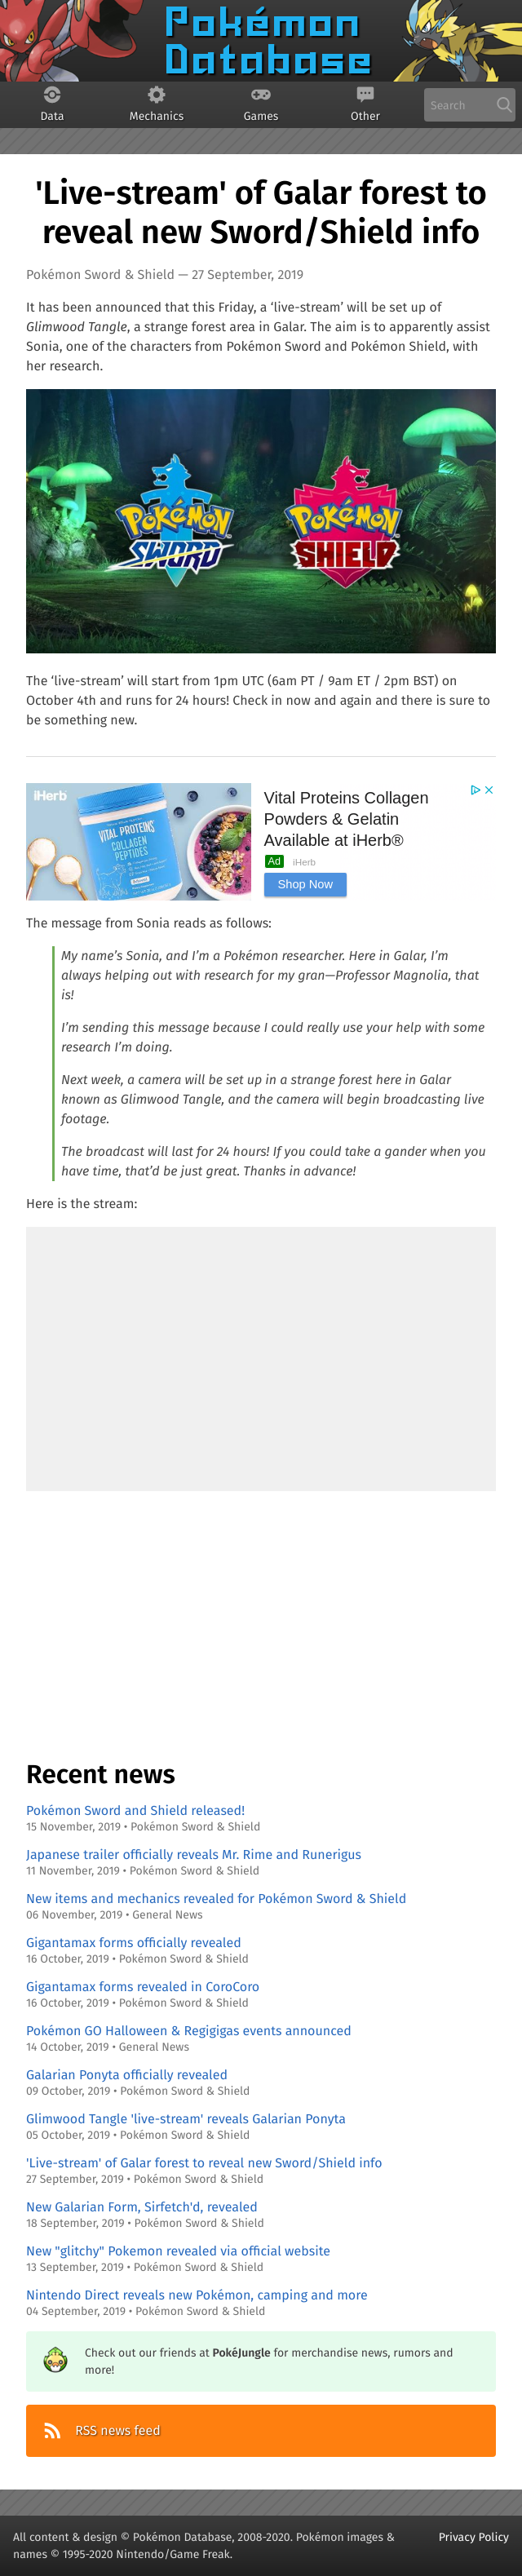 Pokémon
Database
Data
Mechanics
Games
Other
Search
'Live-stream' of Galar forest to
reveal new Sword/Shield info
Pokémon Sword & Shield — 27 September, 2019
It has been announced that this Friday, a ‘live-stream’ will be set up of
Glimwood Tangle, a strange forest area in Galar. The aim is to apparently assist
Sonia, one of the characters from Pokémon Sword and Pokémon Shield, with
her research.
POKÉMON
SWORD
POKÉMON
SHIELD
The ‘live-stream’ will start from 1pm UTC (6am PT / 9am ET / 2pm BST) on
October 4th and runs for 24 hours! Check in now and again and there is sure to
be something new.
iHerb
VITAL PROTEINS
COLLAGEN
PEPTIDES
Vital Proteins Collagen
Powders & Gelatin
Available at iHerb®
Ad iHerb
Shop Now
The message from Sonia reads as follows:
My name’s Sonia, and I’m a Pokémon researcher. Here in Galar, I’m
always helping out with research for my gran—Professor Magnolia, that
is!
I’m sending this message because I could really use your help with some
research I’m doing.
Next week, a camera will be set up in a strange forest here in Galar
known as Glimwood Tangle, and the camera will begin broadcasting live
footage.
The broadcast will last for 24 hours! If you could take a gander when you
have time, that’d be just great. Thanks in advance!
Here is the stream:
Recent news
Pokémon Sword and Shield released!
15 November, 2019 • Pokémon Sword & Shield
Japanese trailer officially reveals Mr. Rime and Runerigus
11 November, 2019 • Pokémon Sword & Shield
New items and mechanics revealed for Pokémon Sword & Shield
06 November, 2019 • General News
Gigantamax forms officially revealed
16 October, 2019 • Pokémon Sword & Shield
Gigantamax forms revealed in CoroCoro
16 October, 2019 • Pokémon Sword & Shield
Pokémon GO Halloween & Regigigas events announced
14 October, 2019 • General News
Galarian Ponyta officially revealed
09 October, 2019 • Pokémon Sword & Shield
Glimwood Tangle 'live-stream' reveals Galarian Ponyta
05 October, 2019 • Pokémon Sword & Shield
'Live-stream' of Galar forest to reveal new Sword/Shield info
27 September, 2019 • Pokémon Sword & Shield
New Galarian Form, Sirfetch'd, revealed
18 September, 2019 • Pokémon Sword & Shield
New "glitchy" Pokemon revealed via official website
13 September, 2019 • Pokémon Sword & Shield
Nintendo Direct reveals new Pokémon, camping and more
04 September, 2019 • Pokémon Sword & Shield
Check out our friends at PokéJungle for merchandise news, rumors and
more!
RSS news feed
All content & design © Pokémon Database, 2008-2020. Pokémon images &
names © 1995-2020 Nintendo/Game Freak.
Privacy Policy